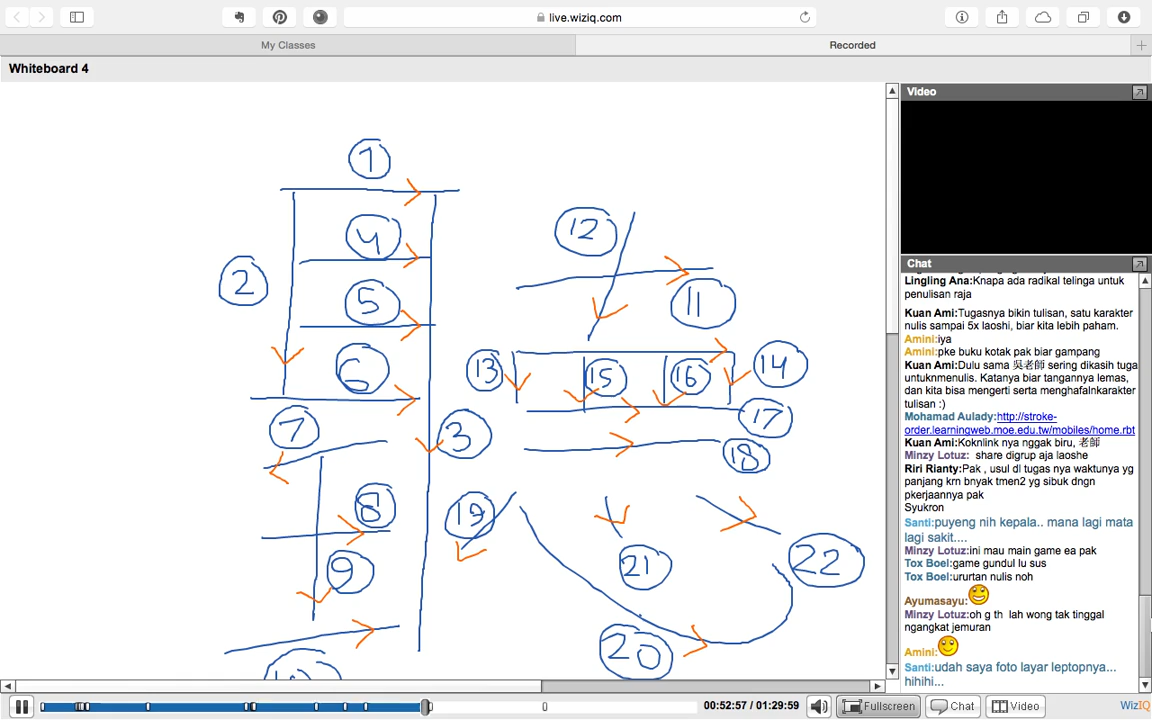 live.wiziq.com
My Classes
Recorded
Whiteboard 4
1
2
3
4
5
6
7
8
9
10
11
12
13
14
15
16
17
18
19
20
21
22
Video
Chat
Lingling Ana:Knapa ada radikal telinga untuk
penulisan raja
Kuan Ami:Tugasnya bikin tulisan, satu karakter
nulis sampai 5x laoshi, biar kita lebih paham.
Amini:iya
Amini:pke buku kotak pak biar gampang
Kuan Ami:Dulu sama 吳老師 sering dikasih tuga
untuknmenulis. Katanya biar tangannya lemas,
dan kita bisa mengerti serta menghafalnkarakter
tulisan :)
Mohamad Aulady:http://stroke-
order.learningweb.moe.edu.tw/mobiles/home.rbt
Kuan Ami:Koknlink nya nggak biru, 老師
Minzy Lotuz: share digrup aja laoshe
Riri Rianty:Pak , usul dl tugas nya waktunya yg
panjang krn bnyak tmen2 yg sibuk dngn
pkerjaannya pak
Syukron
Santi:puyeng nih kepala.. mana lagi mata
lagi sakit....
Minzy Lotuz:ini mau main game ea pak
Tox Boel:game gundul lu sus
Tox Boel:ururtan nulis noh
Ayumasayu:
Minzy Lotuz:oh g th lah wong tak tinggal
ngangkat jemuran
Amini:
Santi:udah saya foto layar leptopnya...
hihihi...
00:52:57 / 01:29:59
Fullscreen
Chat
Video
WizIQ